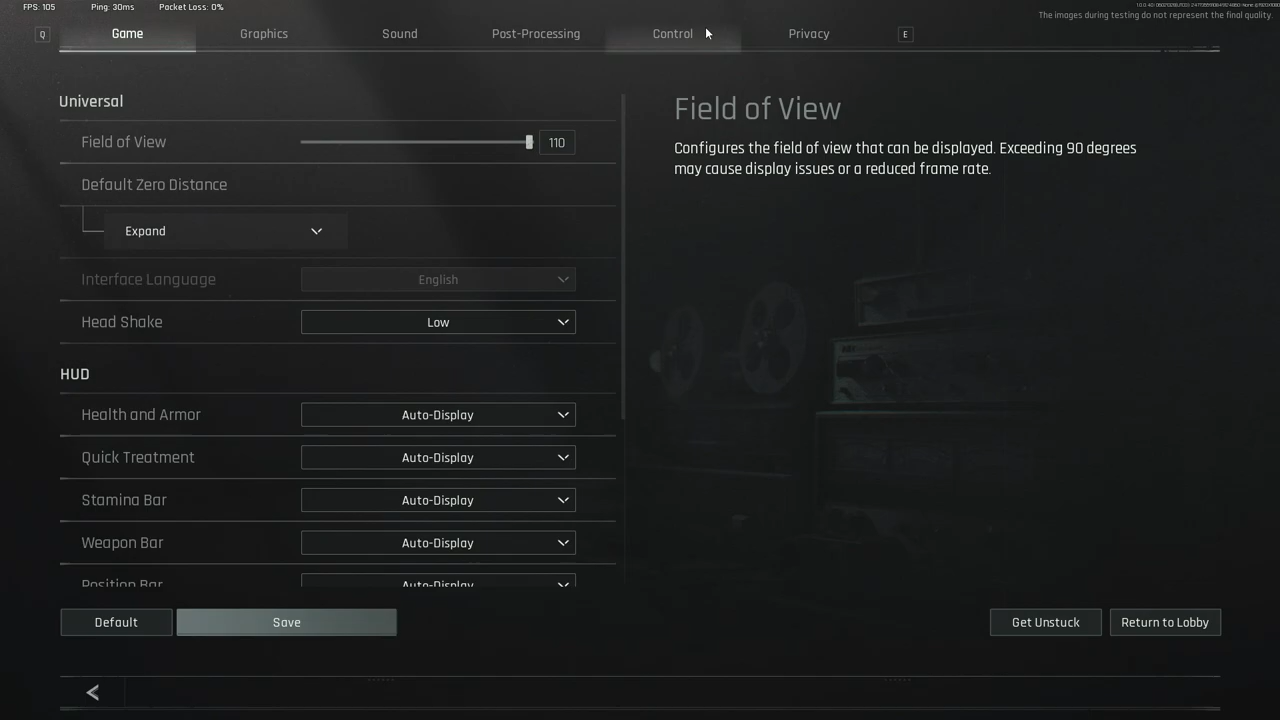 FPS: 105 Ping: 30ms Packet Loss: 0%
The images during testing do not represent the final quality.
Q Game Graphics Sound Post-Processing Control Privacy E
Universal
Field of View 110
Default Zero Distance
Expand
Interface Language English
Head Shake Low
HUD
Health and Armor Auto-Display
Quick Treatment Auto-Display
Stamina Bar Auto-Display
Weapon Bar Auto-Display
Position Bar Auto-Display
Field of View
Configures the field of view that can be displayed. Exceeding 90 degrees
may cause display issues or a reduced frame rate.
Default Save Get Unstuck Return to Lobby